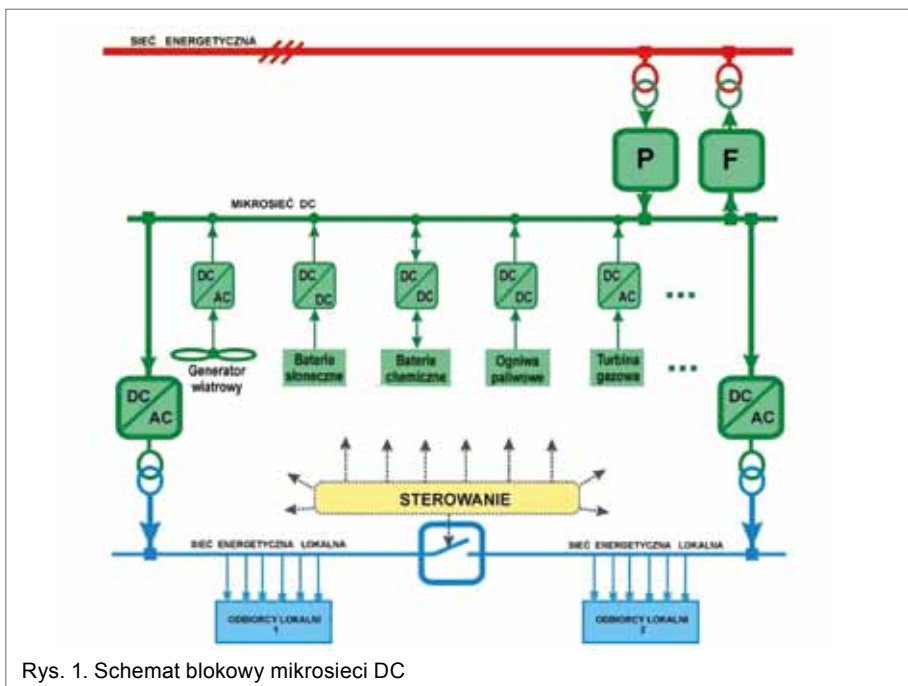 SIEĆ ENERGETYCZNA
P
F
MIKROSIEĆ DC
DC
AC
DC
DC
DC
DC
DC
DC
DC
AC
Generator
wiatrowy
Baterie
słoneczne
Baterie
chemiczne
Ogniwa
paliwowe
Turbina
gazowa
DC
AC
DC
AC
STEROWANIE
SIEĆ ENERGETYCZNA LOKALNA
SIEĆ ENERGETYCZNA LOKALNA
ODBIORCY LOKALNI
1
ODBIORCY LOKALNI
2
Rys. 1. Schemat blokowy mikrosieci DC